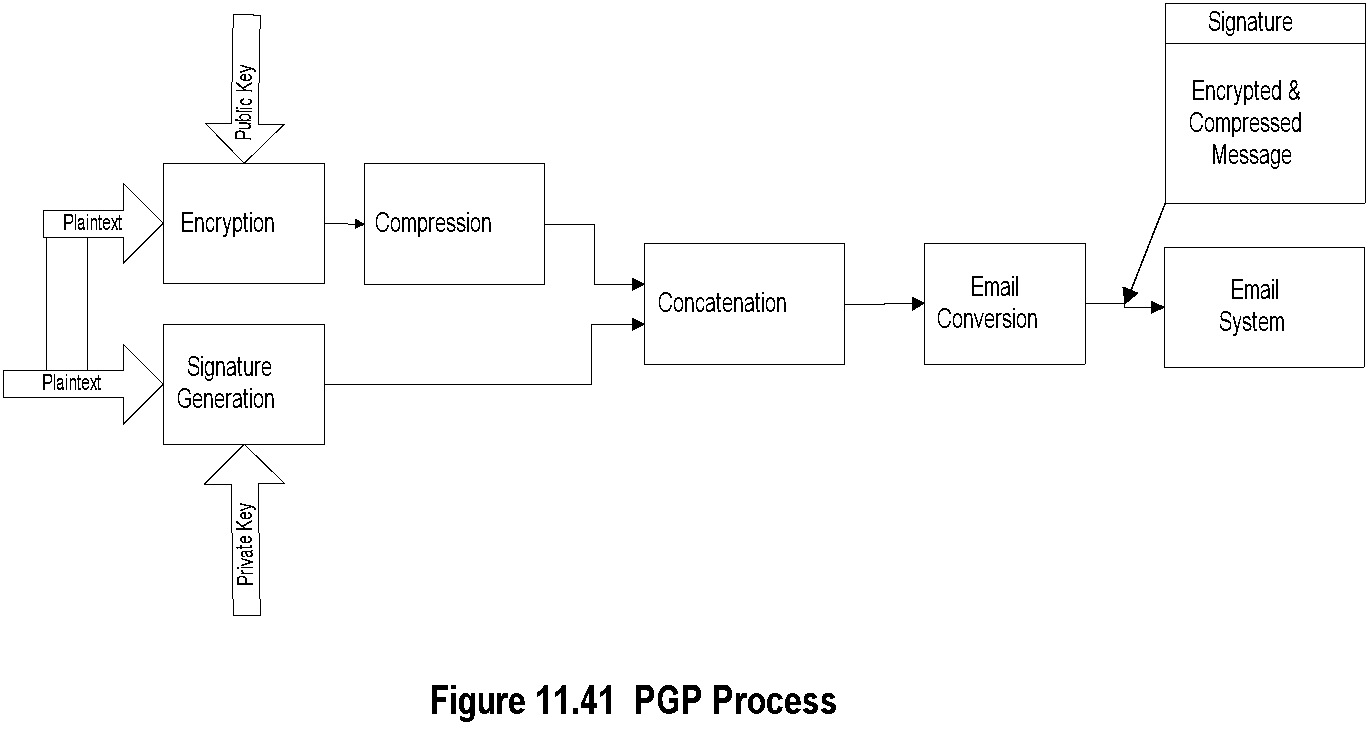 Public Key
Signature
Encrypted &
Compressed
Message
Plaintext
Encryption
Compression
Concatenation
Email
Conversion
Email
System
Plaintext
Signature
Generation
Private Key
Figure 11.41 PGP Process